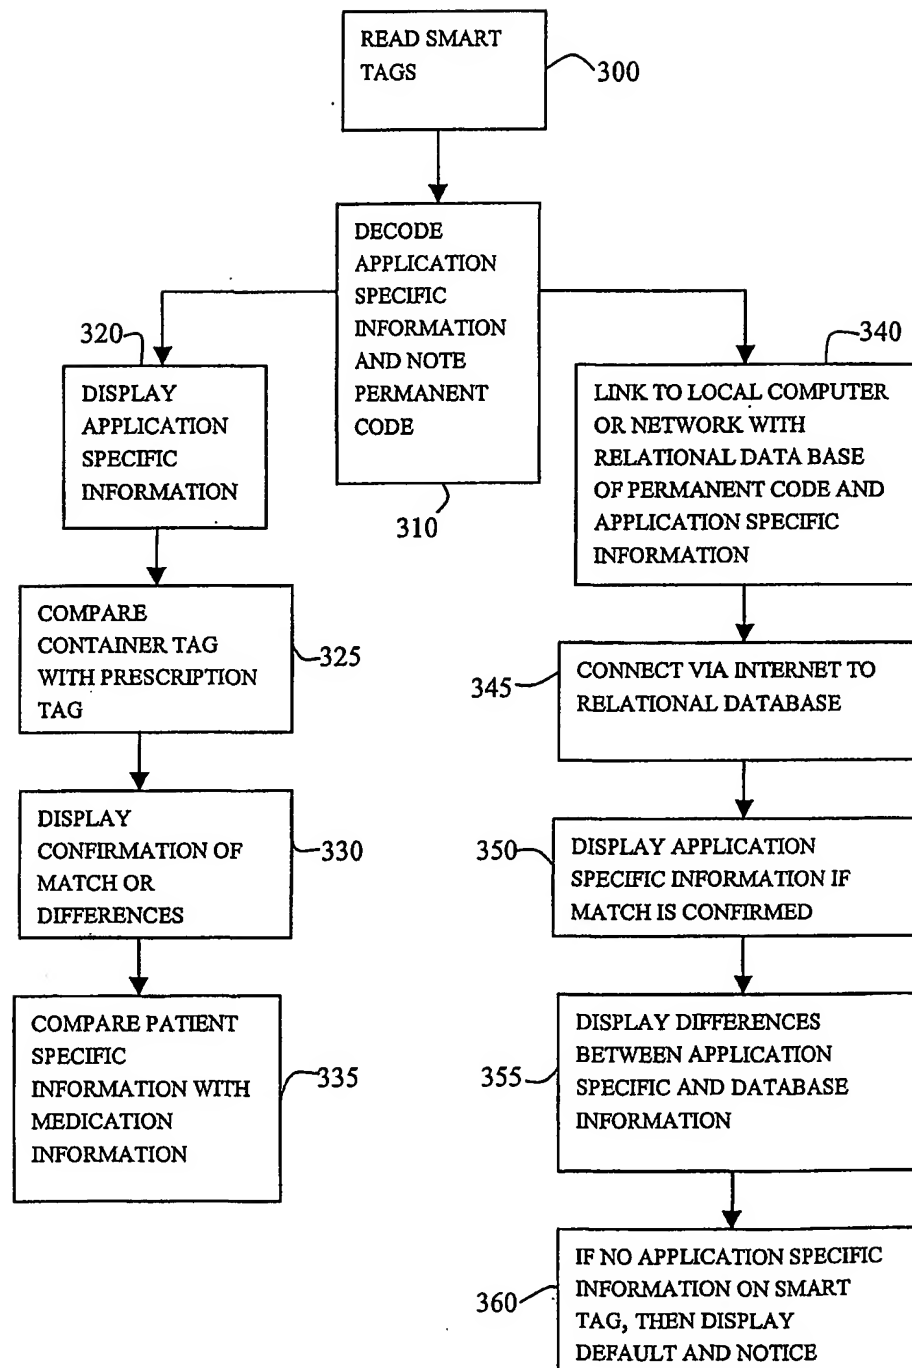 READ SMART
TAGS
300
DECODE
APPLICATION
SPECIFIC
INFORMATION
AND NOTE
PERMANENT
CODE
310
320
DISPLAY
APPLICATION
SPECIFIC
INFORMATION
COMPARE
CONTAINER TAG
WITH PRESCRIPTION
TAG
325
DISPLAY
CONFIRMATION OF
MATCH OR
DIFFERENCES
330
COMPARE PATIENT
SPECIFIC
INFORMATION WITH
MEDICATION
INFORMATION
335
340
LINK TO LOCAL COMPUTER
OR NETWORK WITH
RELATIONAL DATA BASE
OF PERMANENT CODE AND
APPLICATION SPECIFIC
INFORMATION
345
CONNECT VIA INTERNET TO
RELATIONAL DATABASE
350
DISPLAY APPLICATION
SPECIFIC INFORMATION IF
MATCH IS CONFIRMED
355
DISPLAY DIFFERENCES
BETWEEN APPLICATION
SPECIFIC AND DATABASE
INFORMATION
360
IF NO APPLICATION SPECIFIC
INFORMATION ON SMART
TAG, THEN DISPLAY
DEFAULT AND NOTICE